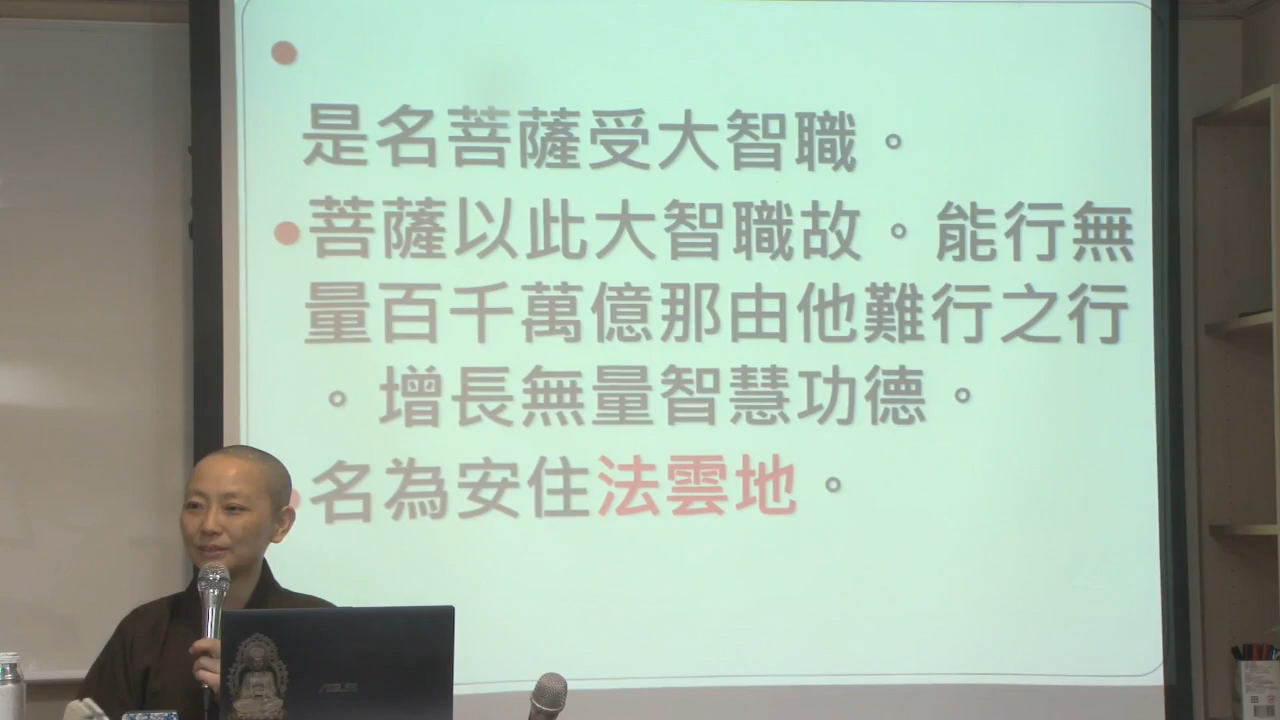 是名菩薩受大智職。
菩薩以此大智職故。能行無
量百千萬億那由他難行之行
。增長無量智慧功德。
名為安住法雲地。
ASUS